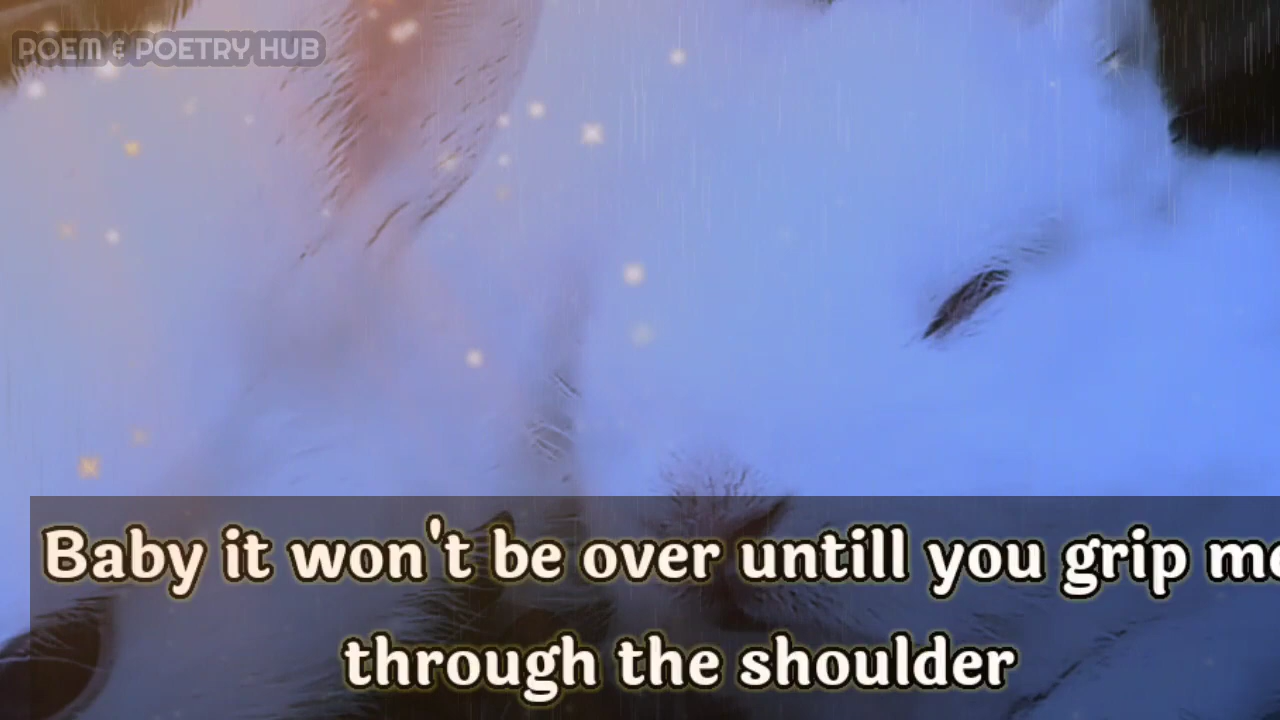 POEM & POETRY HUB
Baby it won't be over untill you grip me
through the shoulder